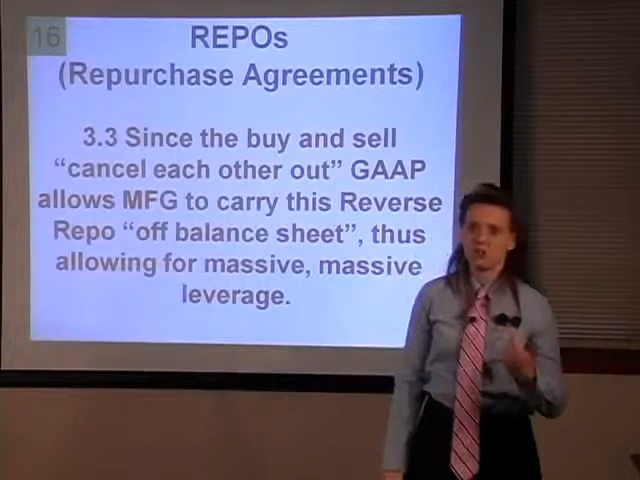 16
REPOs
(Repurchase Agreements)
3.3 Since the buy and sell
“cancel each other out” GAAP
allows MFG to carry this Reverse
Repo “off balance sheet”, thus
allowing for massive, massive
leverage.